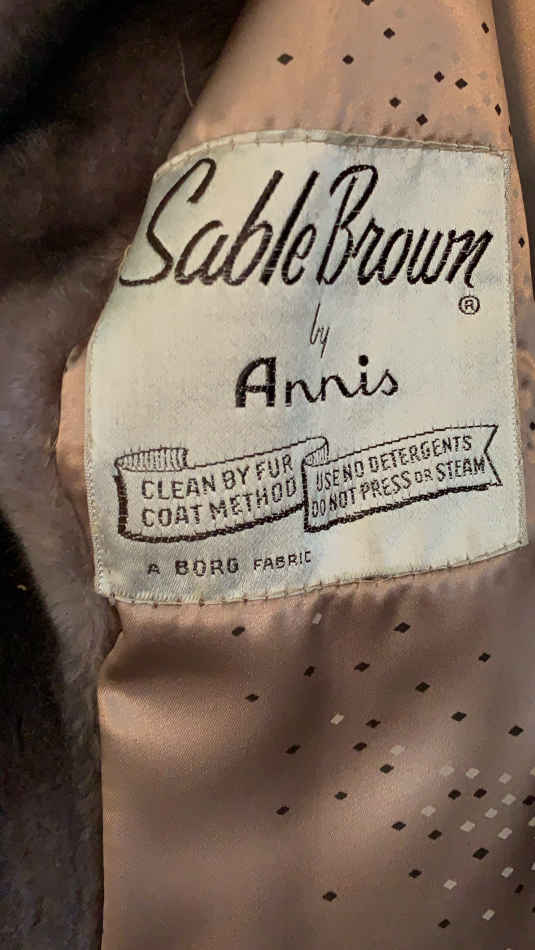 Sable Brown
®
by
Annis
CLEAN BY FUR
COAT METHOD
USE NO DETERGENTS
DO NOT PRESS OR STEAM
A BORG FABRIC